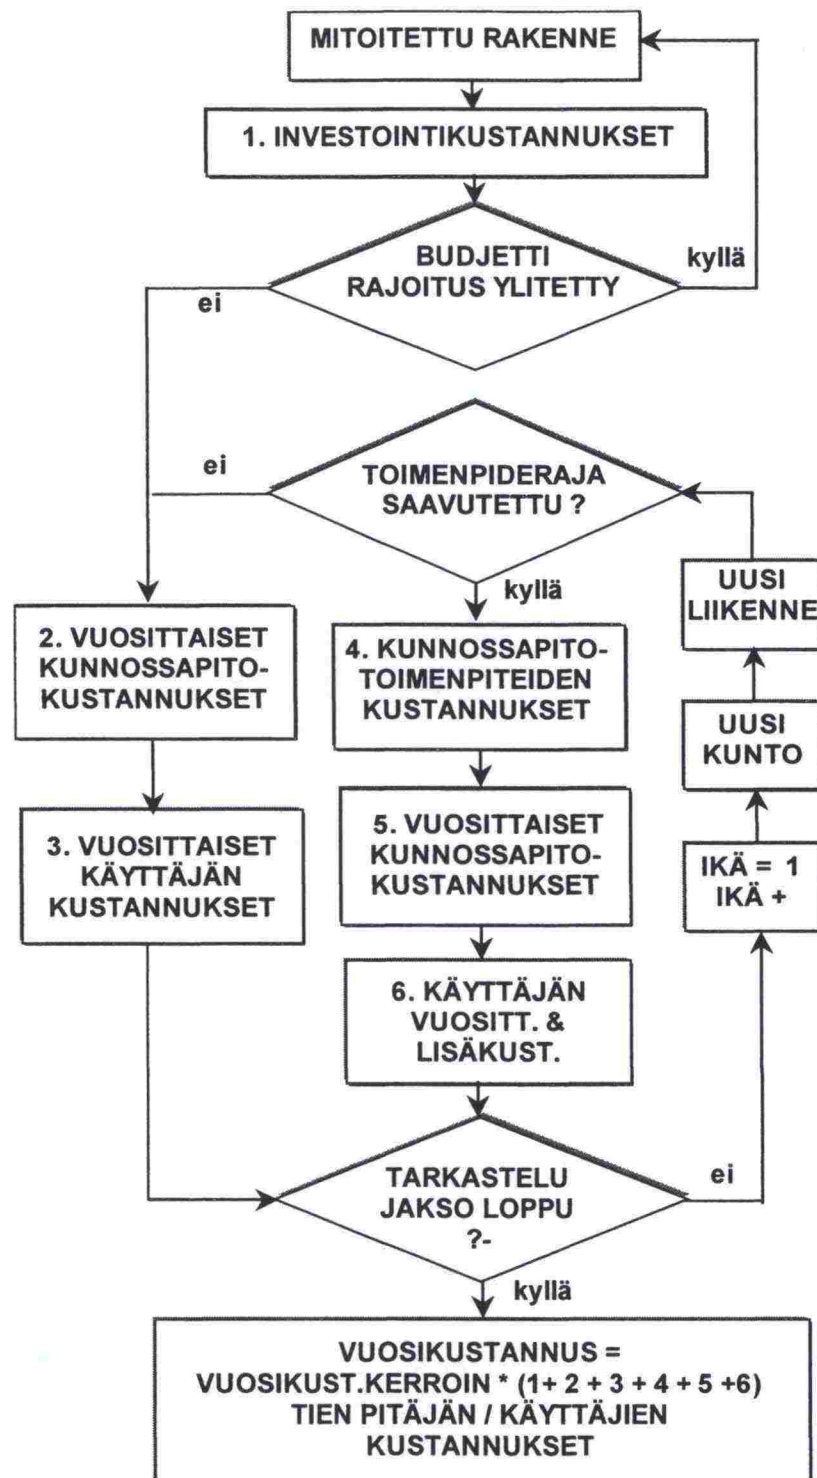 MITOITETTU RAKENNE
1. INVESTOINTIKUSTANNUKSET
BUDJETTI
RAJOITUS YLITETTY
kyllä
ei
TOIMENPIDERAJA
SAAVUTETTU ?
ei
kyllä
UUSI
LIIKENNE
2. VUOSITTAISET
KUNNOSSAPITO-
KUSTANNUKSET
4. KUNNOSSAPITO-
TOIMENPITEIDEN
KUSTANNUKSET
UUSI
KUNTO
3. VUOSITTAISET
KÄYTTÄJÄN
KUSTANNUKSET
5. VUOSITTAISET
KUNNOSSAPITO-
KUSTANNUKSET
IKÄ = 1
IKÄ +
6. KÄYTTÄJÄN
VUOSITT. &
LISÄKUST.
TARKASTELU
JAKSO LOPPU
?-
ei
kyllä
VUOSIKUSTANNUS =
VUOSIKUST.KERROIN * (1+ 2 + 3 + 4 + 5 +6)
TIEN PITÄJÄN / KÄYTTÄJIEN
KUSTANNUKSET